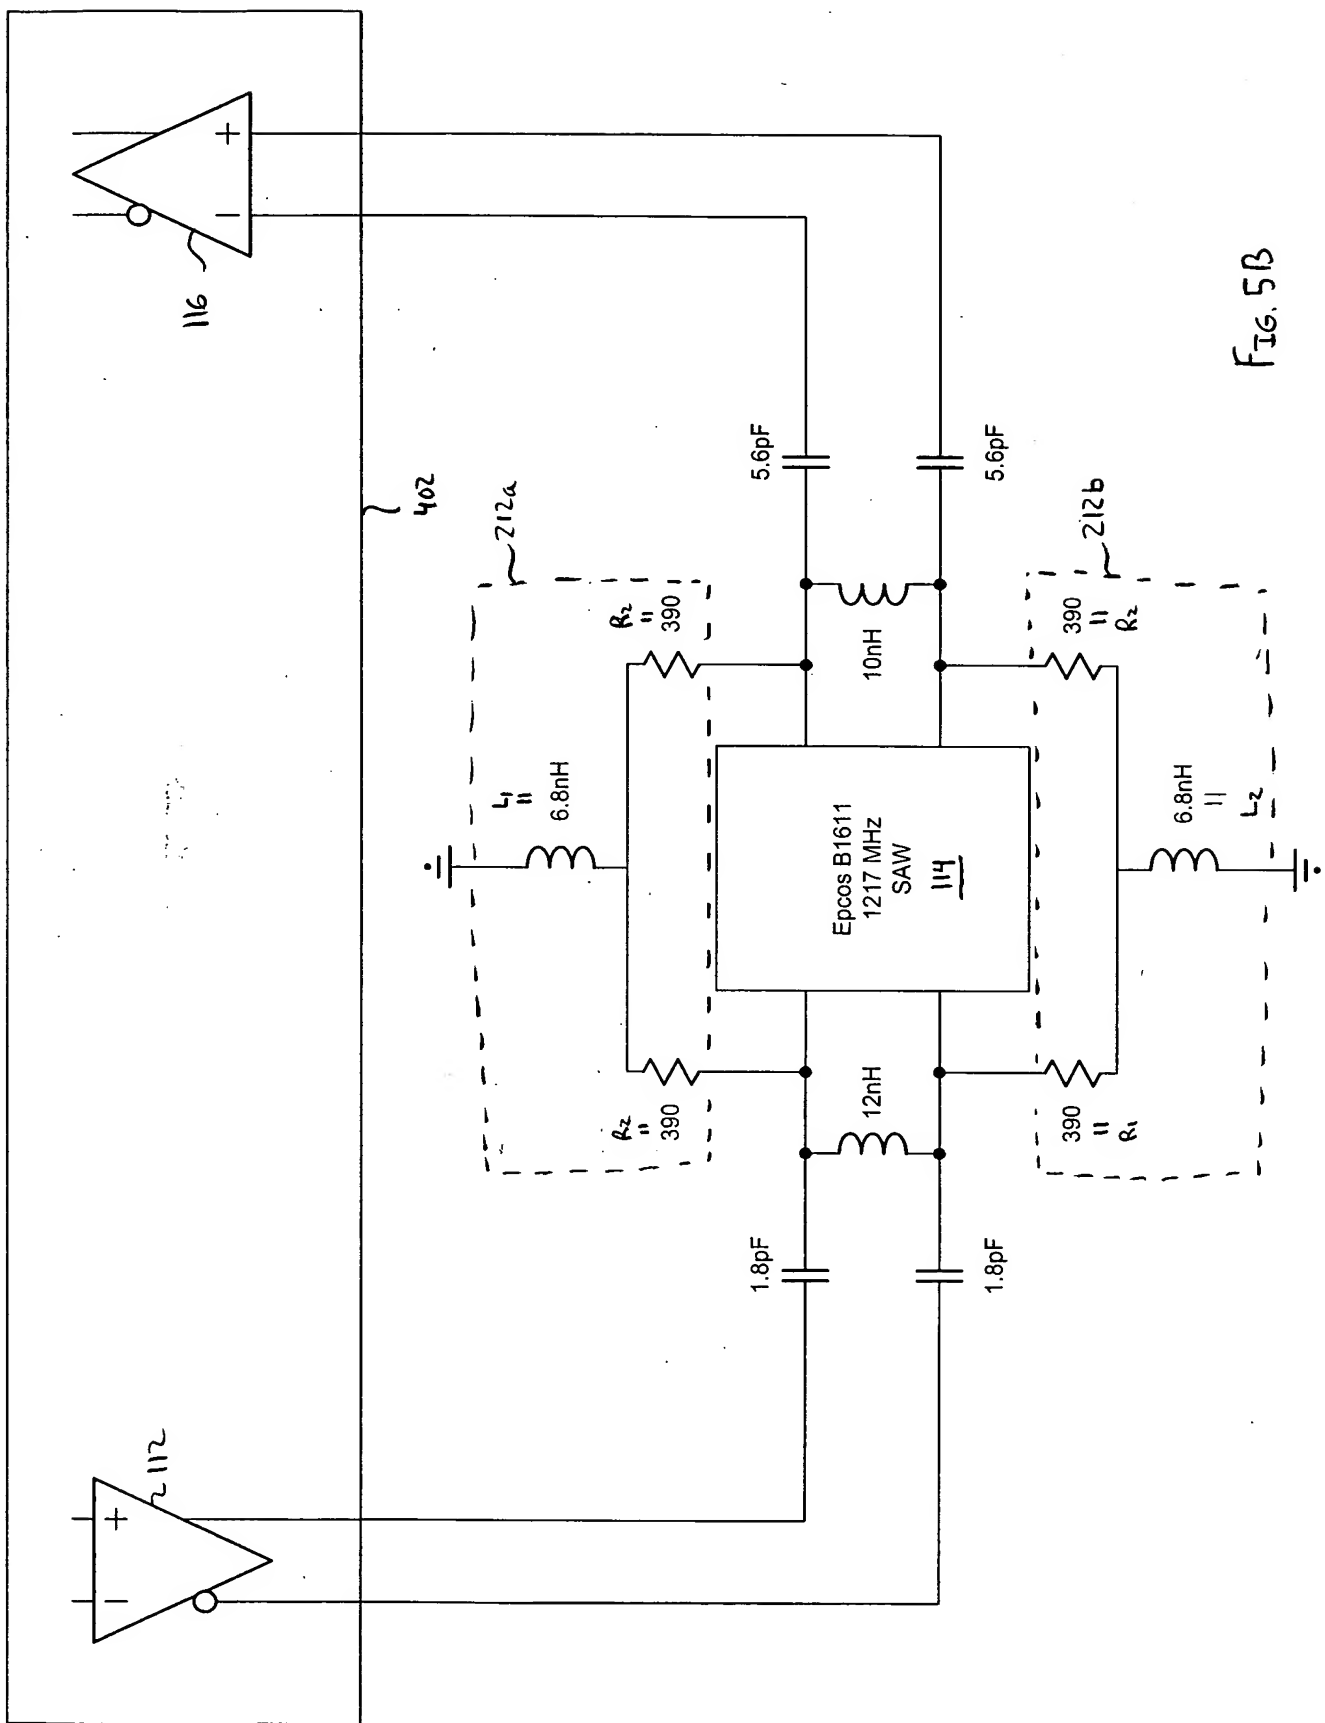 112
+
−
402
116
−
+
212a
L1
=
6.8nH
R2
=
390
R2
=
390
1.8pF
1.8pF
12nH
Epcos B1611
1217 MHz
SAW
114
10nH
5.6pF
5.6pF
390
=
R1
390
=
R2
6.8nH
=
L2
212b
FIG. 5B